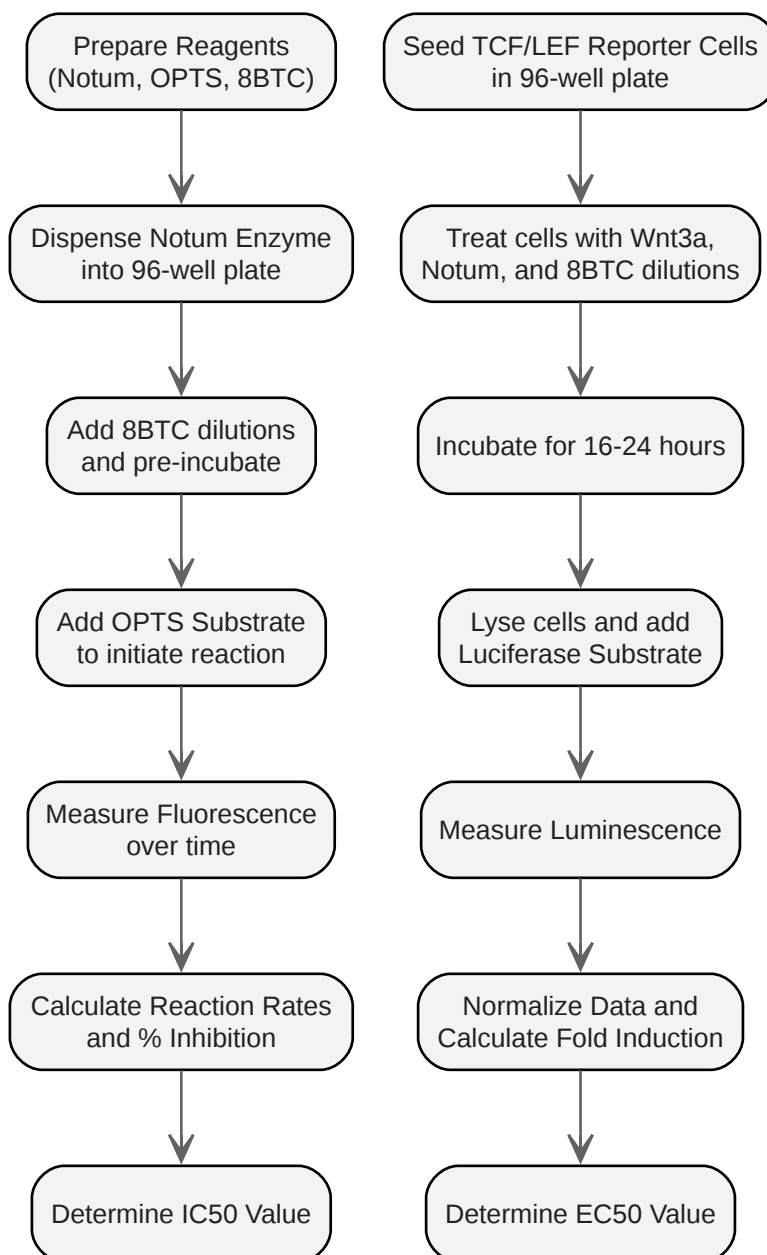 Prepare Reagents
(Notum, OPTS, 8BTC)
Dispense Notum Enzyme
into 96-well plate
Add 8BTC dilutions
and pre-incubate
Add OPTS Substrate
to initiate reaction
Measure Fluorescence
over time
Calculate Reaction Rates
and % Inhibition
Determine IC50 Value
Seed TCF/LEF Reporter Cells
in 96-well plate
Treat cells with Wnt3a,
Notum, and 8BTC dilutions
Incubate for 16-24 hours
Lyse cells and add
Luciferase Substrate
Measure Luminescence
Normalize Data and
Calculate Fold Induction
Determine EC50 Value